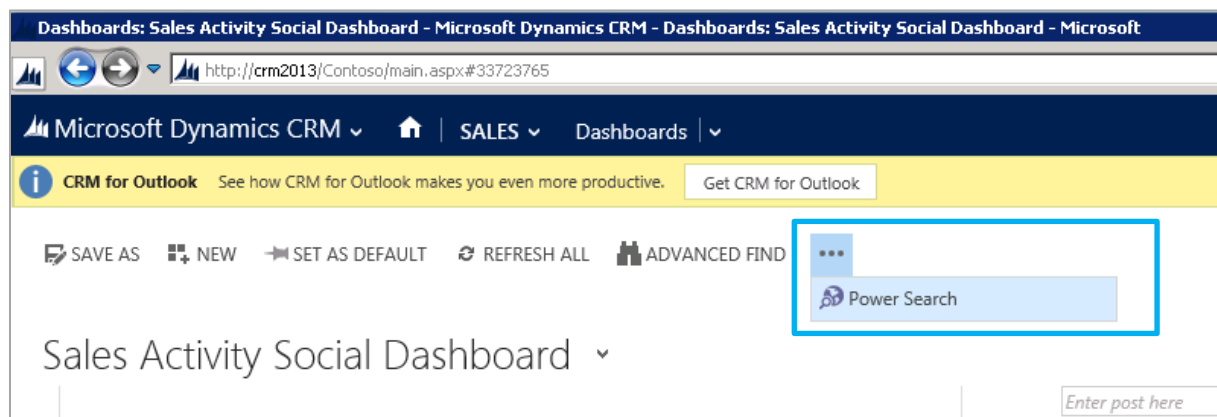 Dashboards: Sales Activity Social Dashboard - Microsoft Dynamics CRM - Dashboards: Sales Activity Social Dashboard - Microsoft
http://crm2013/Contoso/main.aspx#33723765
Microsoft Dynamics CRM SALES Dashboards
CRM for Outlook See how CRM for Outlook makes you even more productive. Get CRM for Outlook
SAVE AS NEW SET AS DEFAULT REFRESH ALL ADVANCED FIND •••
Power Search
Sales Activity Social Dashboard
Enter post here